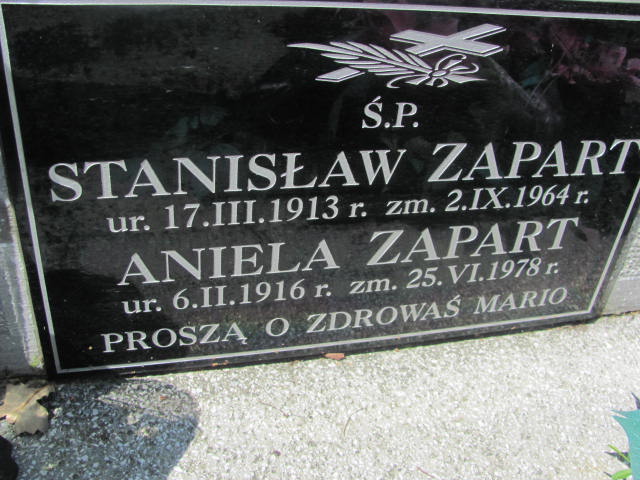 Ś.P.
STANISŁAW ZAPART
ur. 17.III.1913 r. zm. 2.IX.1964 r.
ANIELA ZAPART
ur. 6.II.1916 r. zm. 25.VI.1978 r.
PROSZĄ O ZDROWAŚ MARIO